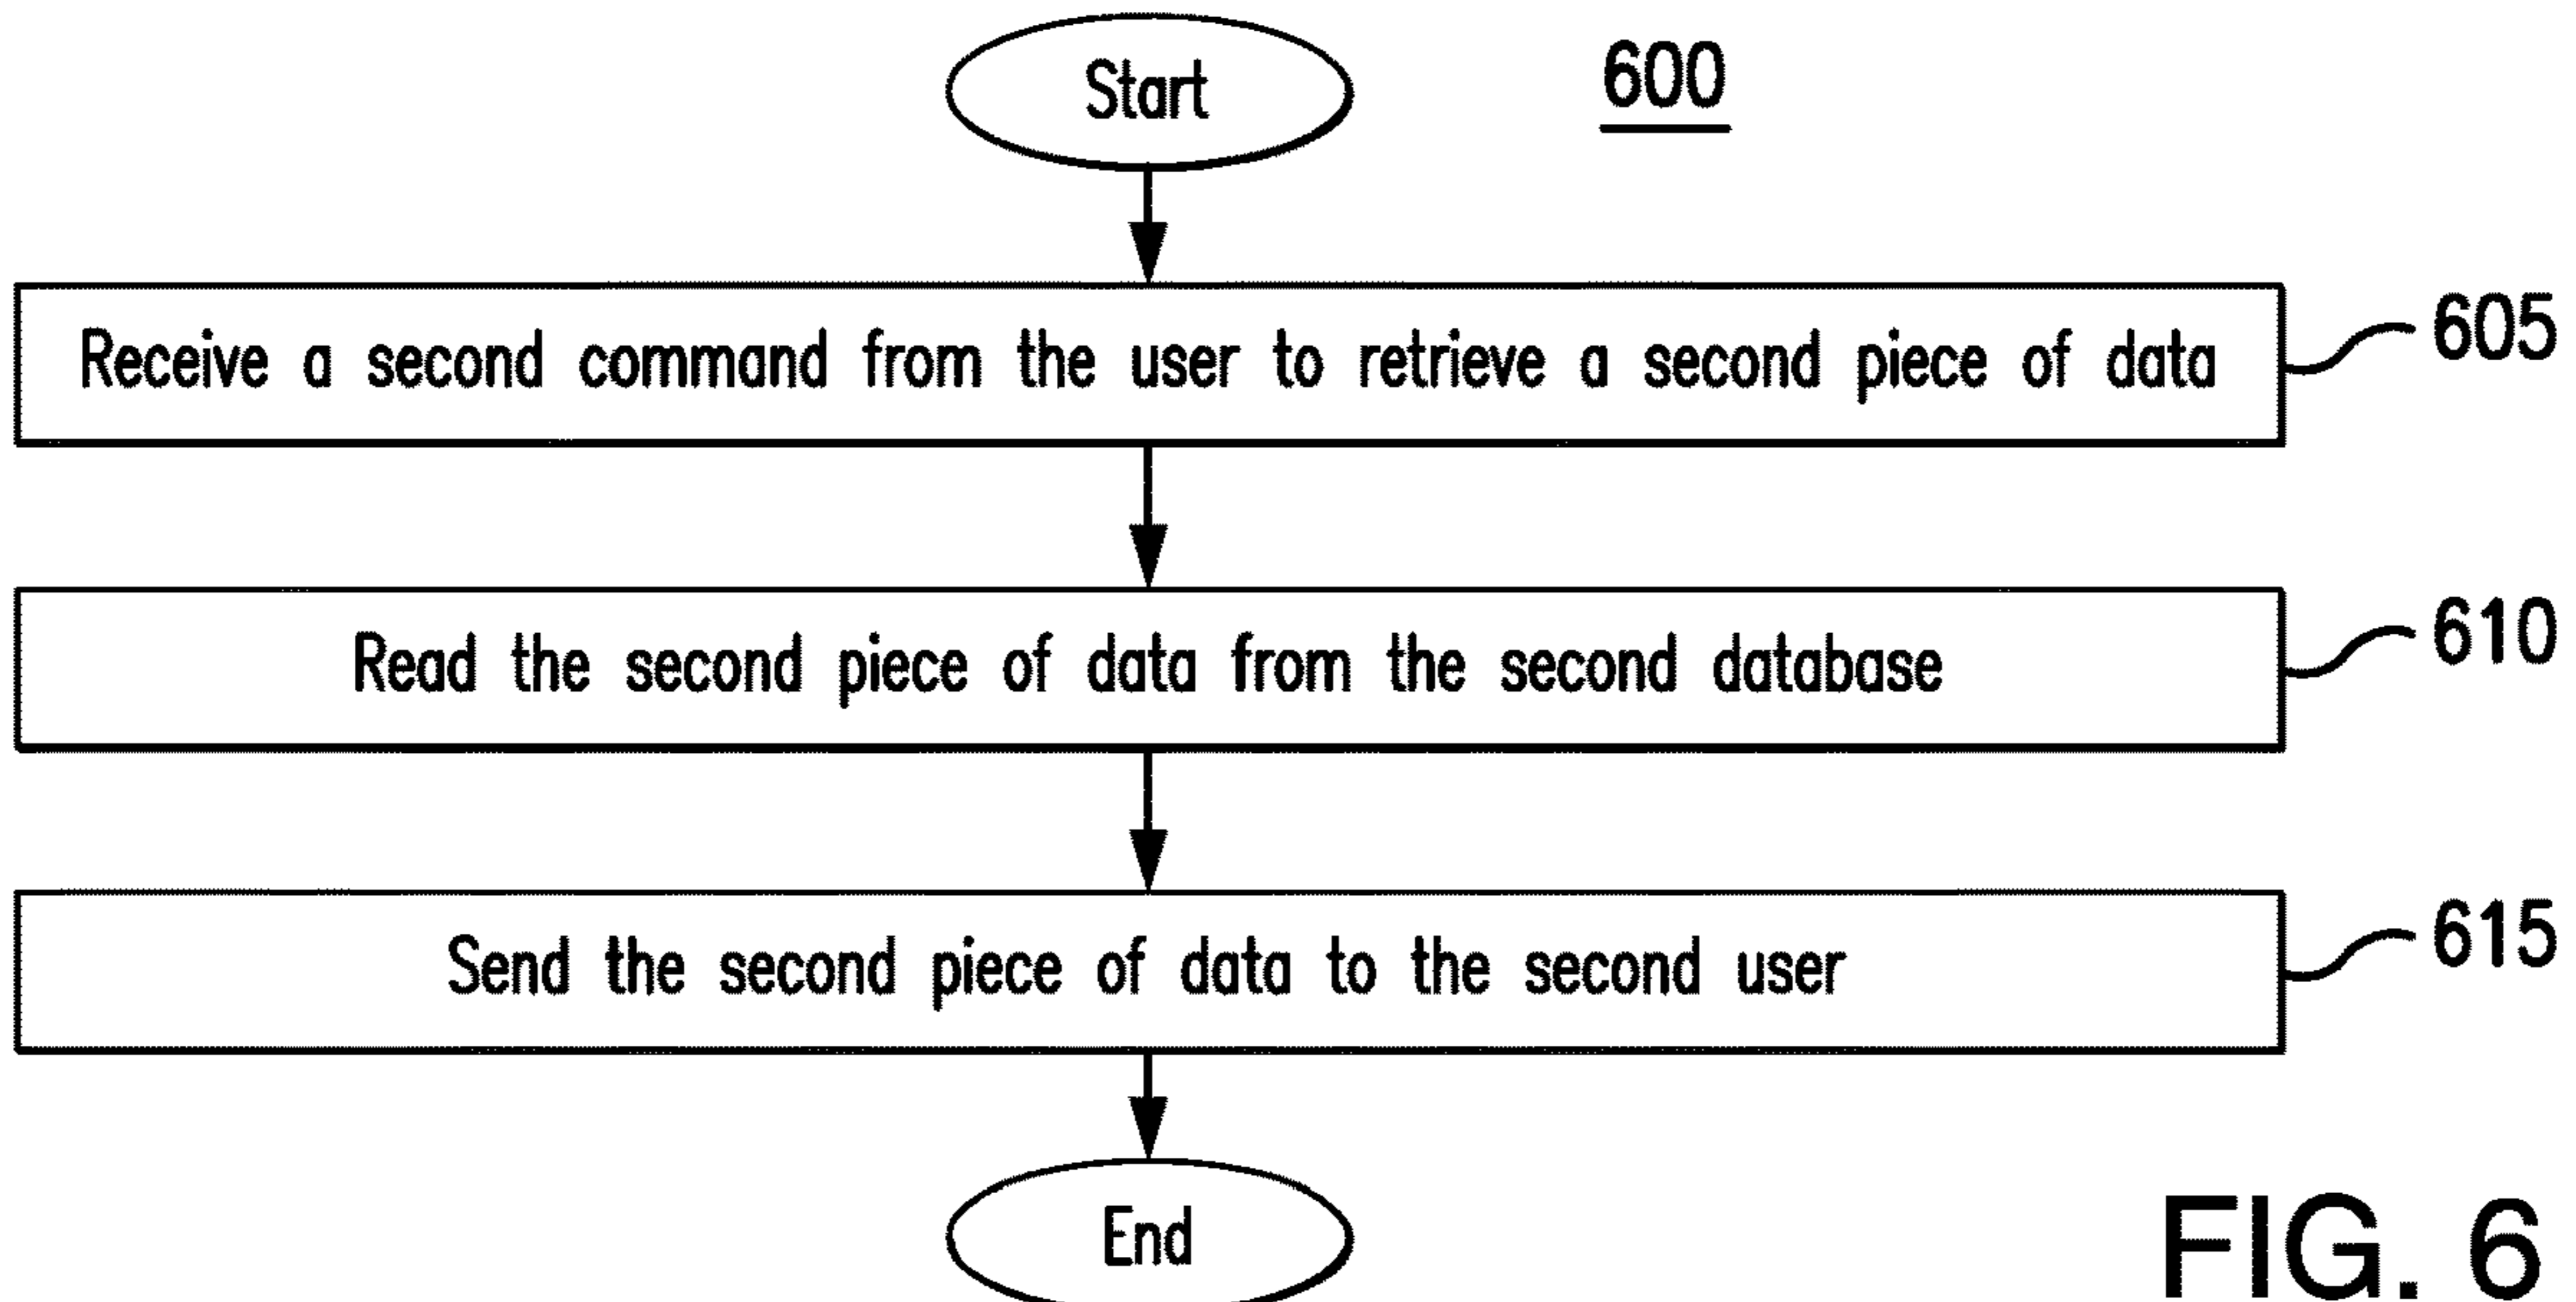 Start
600
Receive a second command from the user to retrieve a second piece of data
605
Read the second piece of data from the second database
610
Send the second piece of data to the second user
615
End
FIG. 6